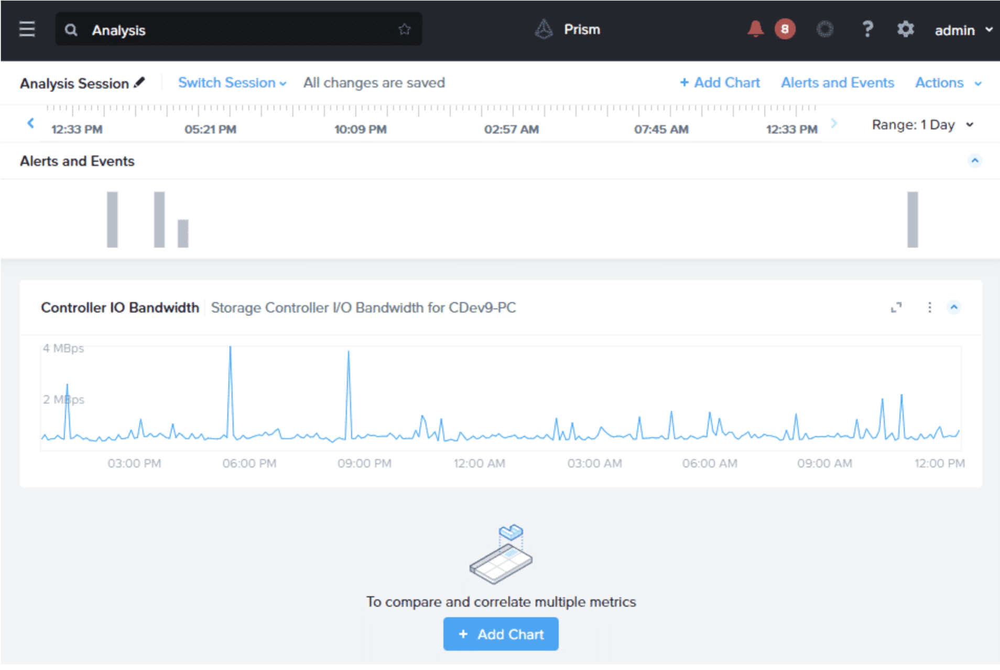 Analysis
Prism
8
?
admin
Analysis Session
Switch Session
All changes are saved
+ Add Chart
Alerts and Events
Actions
12:33 PM
05:21 PM
10:09 PM
02:57 AM
07:45 AM
12:33 PM
Range: 1 Day
Alerts and Events
Controller IO Bandwidth
Storage Controller I/O Bandwidth for CDev9-PC
4 MBps
2 MBps
03:00 PM
06:00 PM
09:00 PM
12:00 AM
03:00 AM
06:00 AM
09:00 AM
12:00 PM
To compare and correlate multiple metrics
+ Add Chart